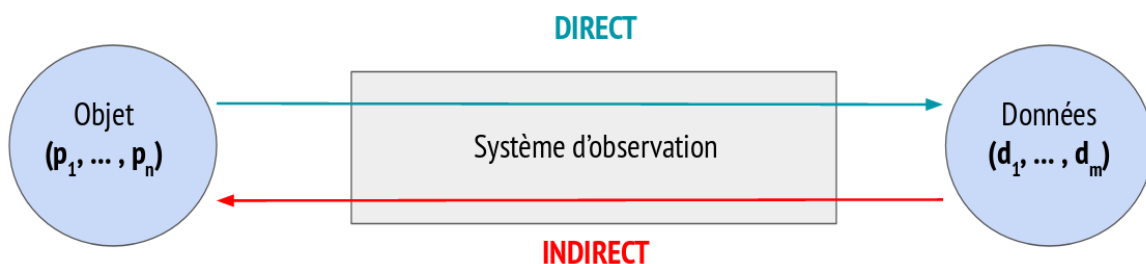 DIRECT
Objet
(p1, ... , pn)
Système d'observation
Données
(d1, ... , dm)
INDIRECT